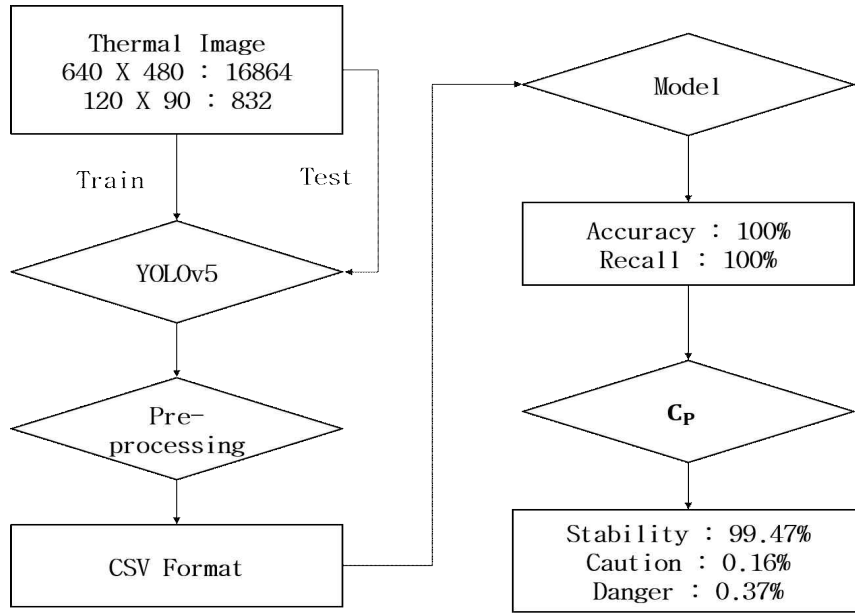 Thermal Image
640 X 480 : 16864
120 X 90 : 832
Train
Test
YOLOv5
Pre-
processing
CSV Format
Model
Accuracy : 100%
Recall : 100%
C_P
Stability : 99.47%
Caution : 0.16%
Danger : 0.37%